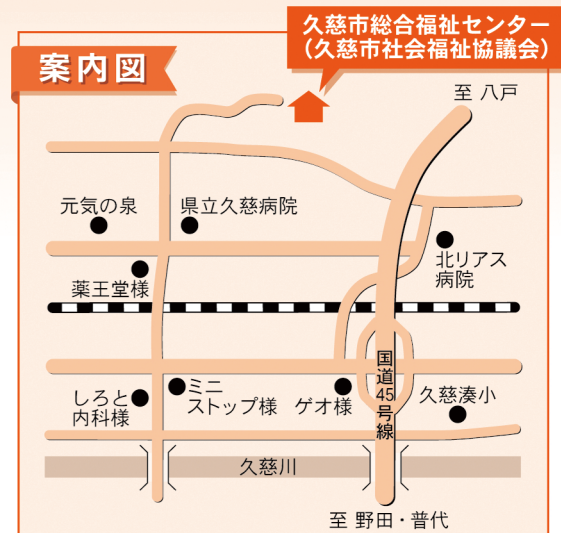 久慈市総合福祉センター
（久慈市社会福祉協議会）
案内図
至 八戸
元気の泉
県立久慈病院
北リアス
病院
薬王堂様
国道45号線
ミニ
ストップ様
しろと
内科様
ゲオ様
久慈湊小
久慈川
至 野田・普代